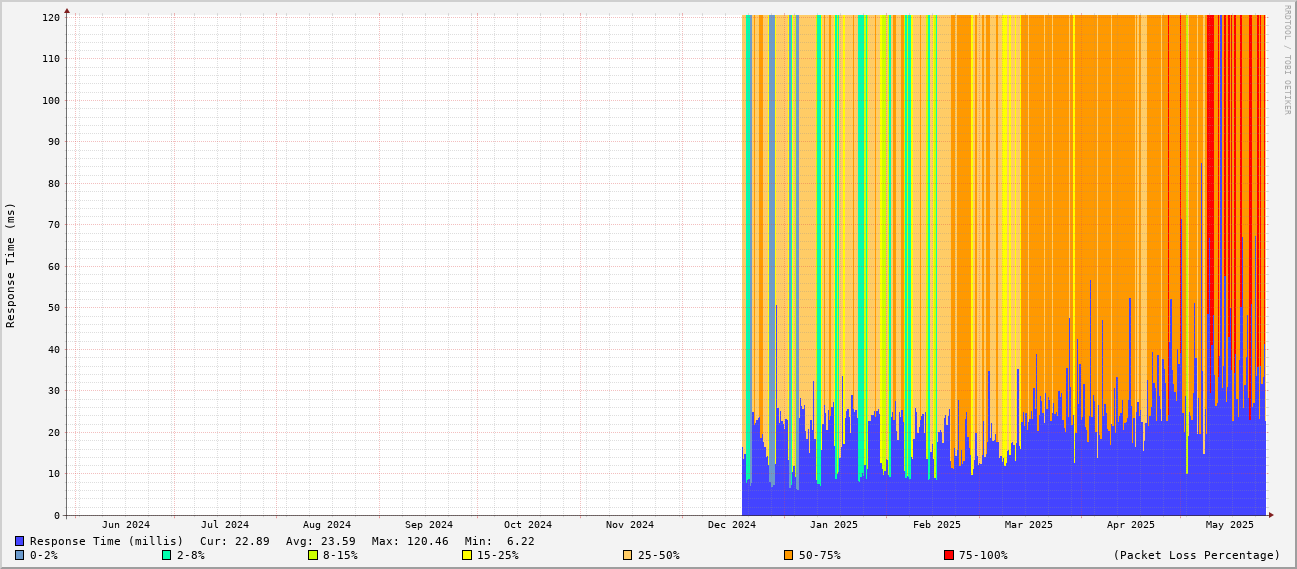 120
110
100
90
80
70
60
50
40
30
20
10
0
Response Time (ms)
RRDTOOL / TOBI OETIKER
Jun 2024 Jul 2024 Aug 2024 Sep 2024 Oct 2024 Nov 2024 Dec 2024 Jan 2025 Feb 2025 Mar 2025 Apr 2025 May 2025
Response Time (millis) Cur: 22.89 Avg: 23.59 Max: 120.46 Min: 6.22
0-2% 2-8% 8-15% 15-25% 25-50% 50-75% 75-100% (Packet Loss Percentage)